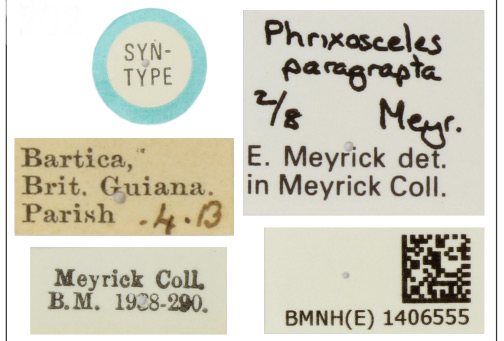 SYN-
TYPE
Phrixosceles
paragrapta
2/8 Meyr.
E. Meyrick det.
in Meyrick Coll.
Bartica,
Brit. Guiana.
Parish .4.13
Meyrick Coll.
B.M. 1938-290.
BMNH(E) 1406555